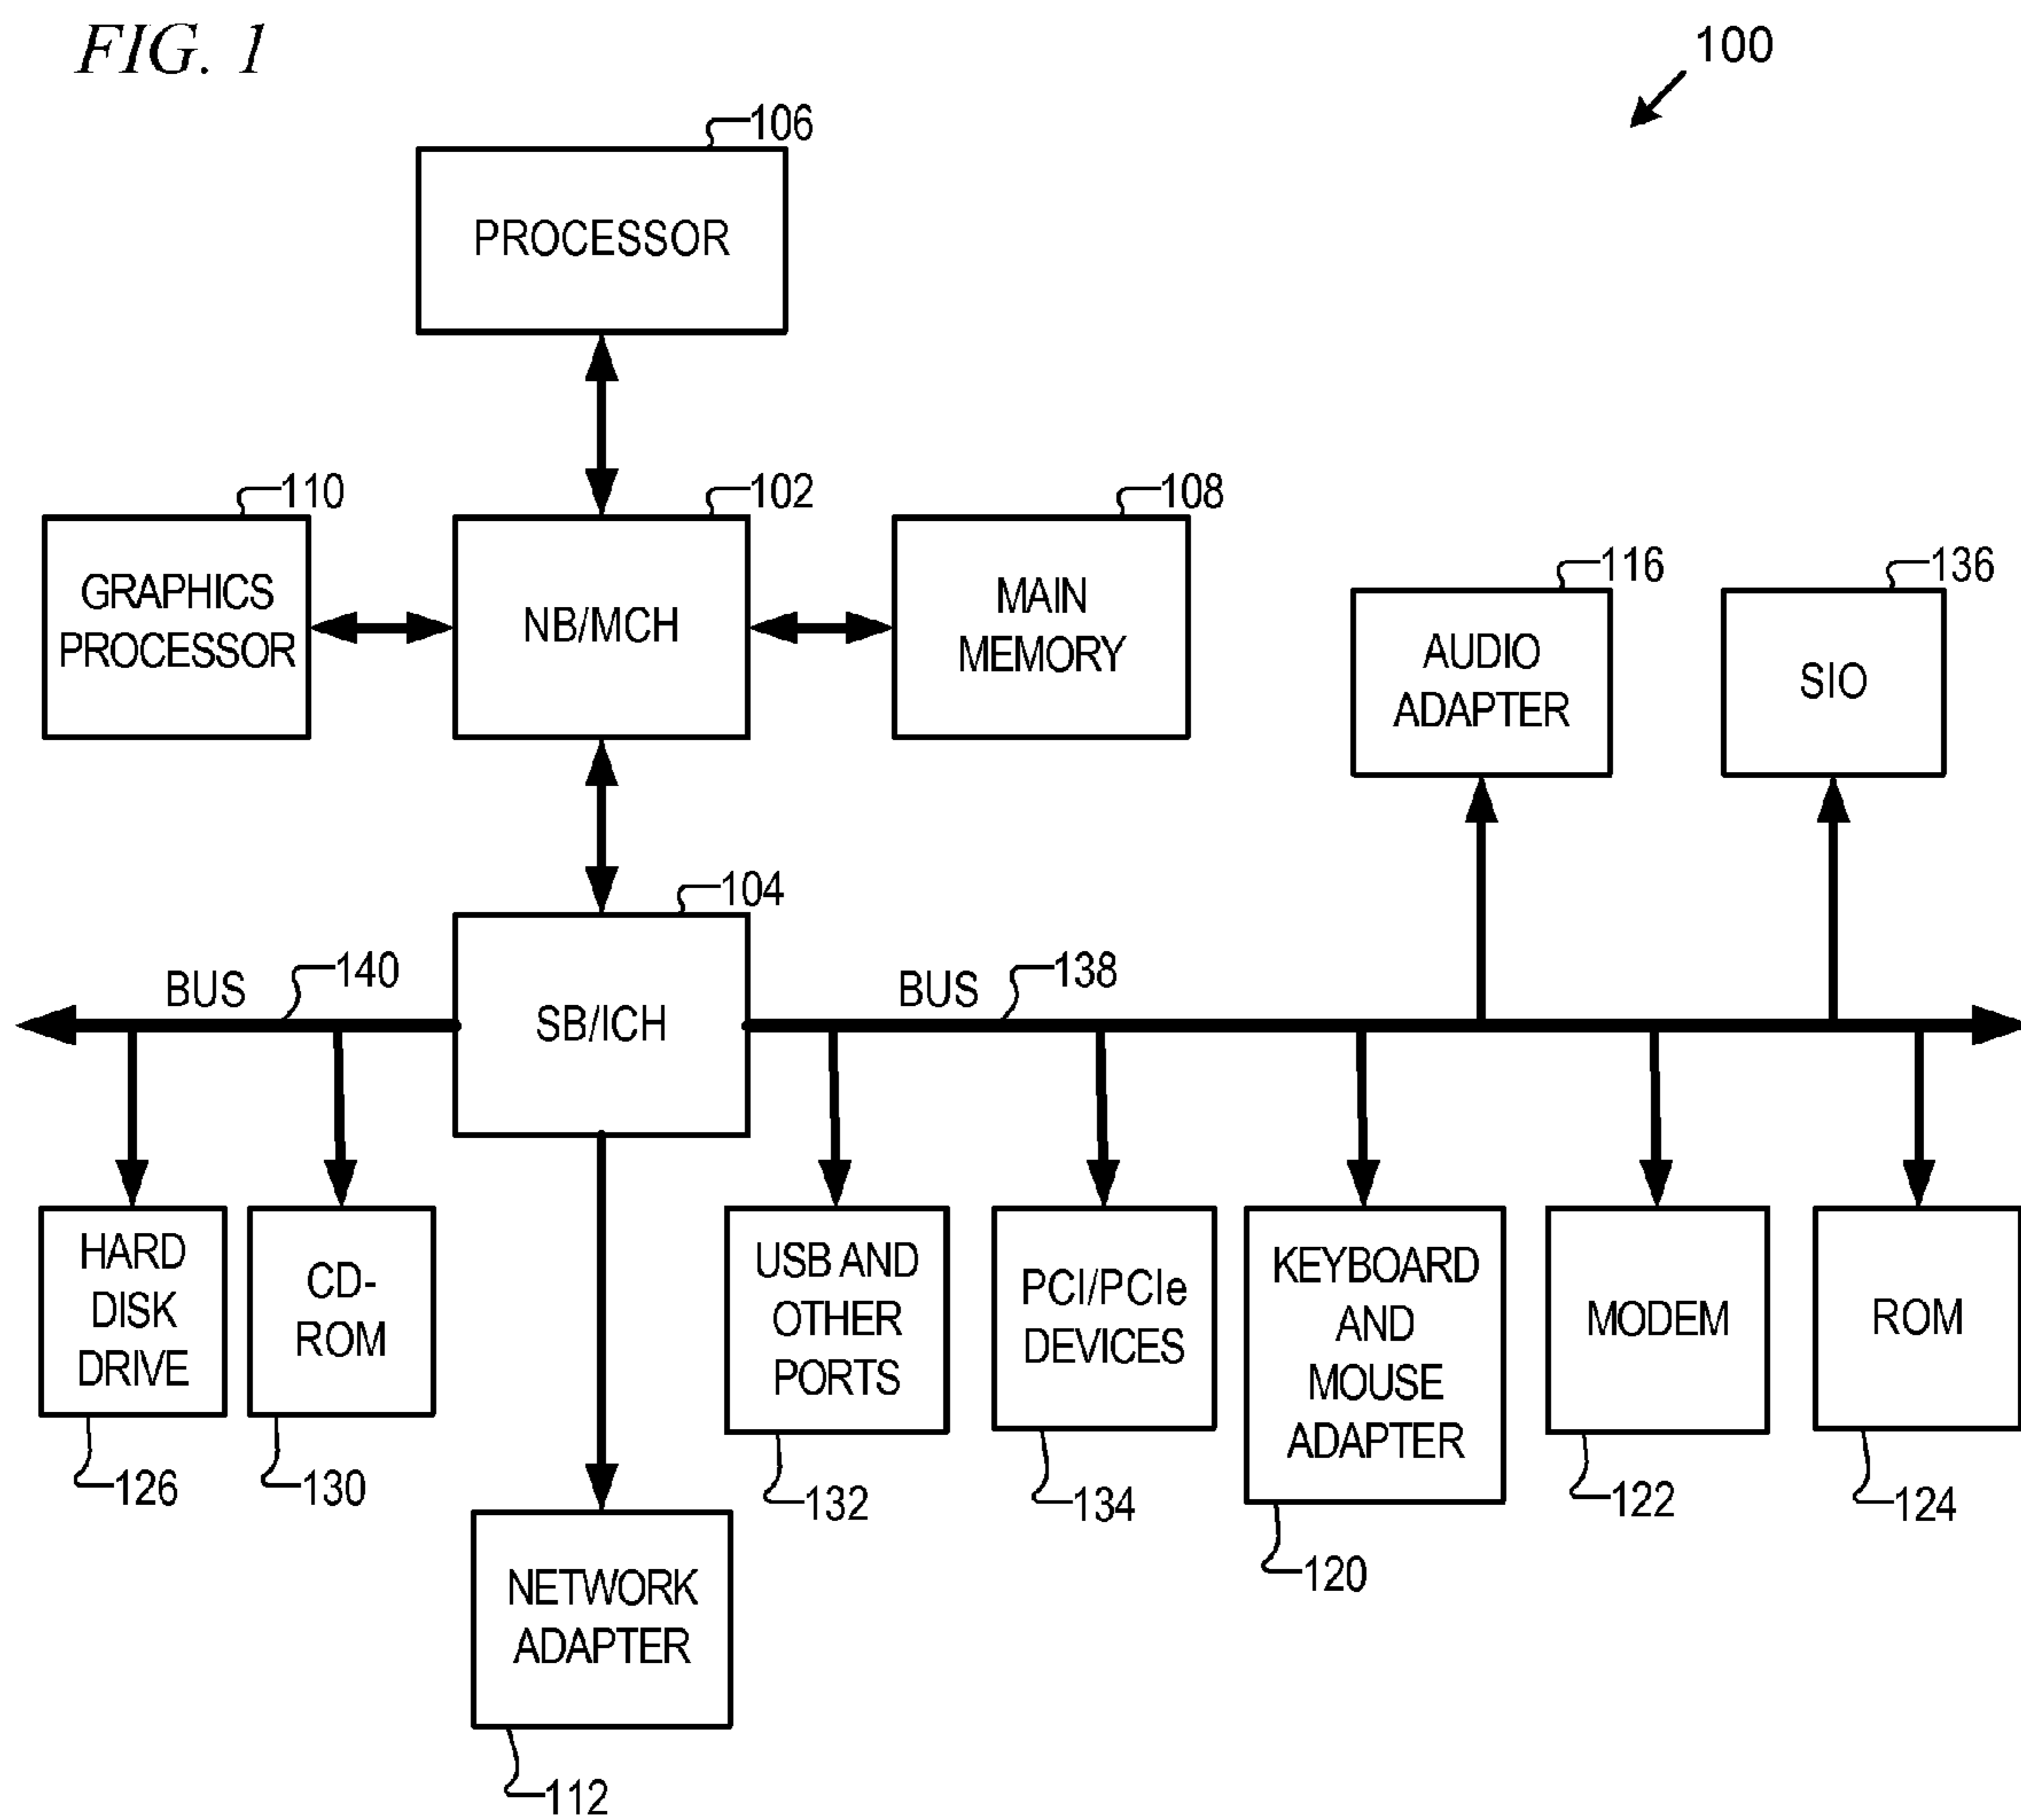 FIG. 1
100
106
PROCESSOR
110
102
108
GRAPHICS
PROCESSOR
NB/MCH
MAIN
MEMORY
116
136
AUDIO
ADAPTER
SIO
104
BUS
140
SB/ICH
BUS
138
HARD
DISK
DRIVE
CD-
ROM
USB AND
OTHER
PORTS
PCI/PCIe
DEVICES
KEYBOARD
AND
MOUSE
ADAPTER
MODEM
ROM
126
130
132
134
120
122
124
NETWORK
ADAPTER
112